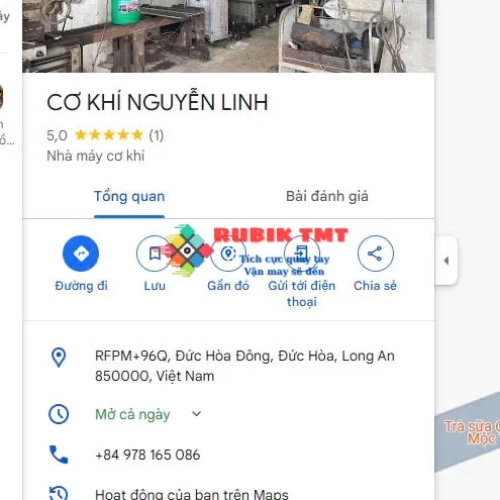 ấy
CƠ KHÍ NGUYỄN LINH
5,0 ★★★★★ (1)
Nhà máy cơ khí
Tổng quan
Bài đánh giá
RUBIK TMT
Tích cực quay tay
Vận may sẽ đến
Đường đi
Lưu
Gần đó
Gửi tới điện thoại
Chia sẻ
RFPM+96Q, Đức Hòa Đông, Đức Hòa, Long An
850000, Việt Nam
Mở cả ngày
Trà sữa
Mộc
+84 978 165 086
Hoạt động của bạn trên Maps